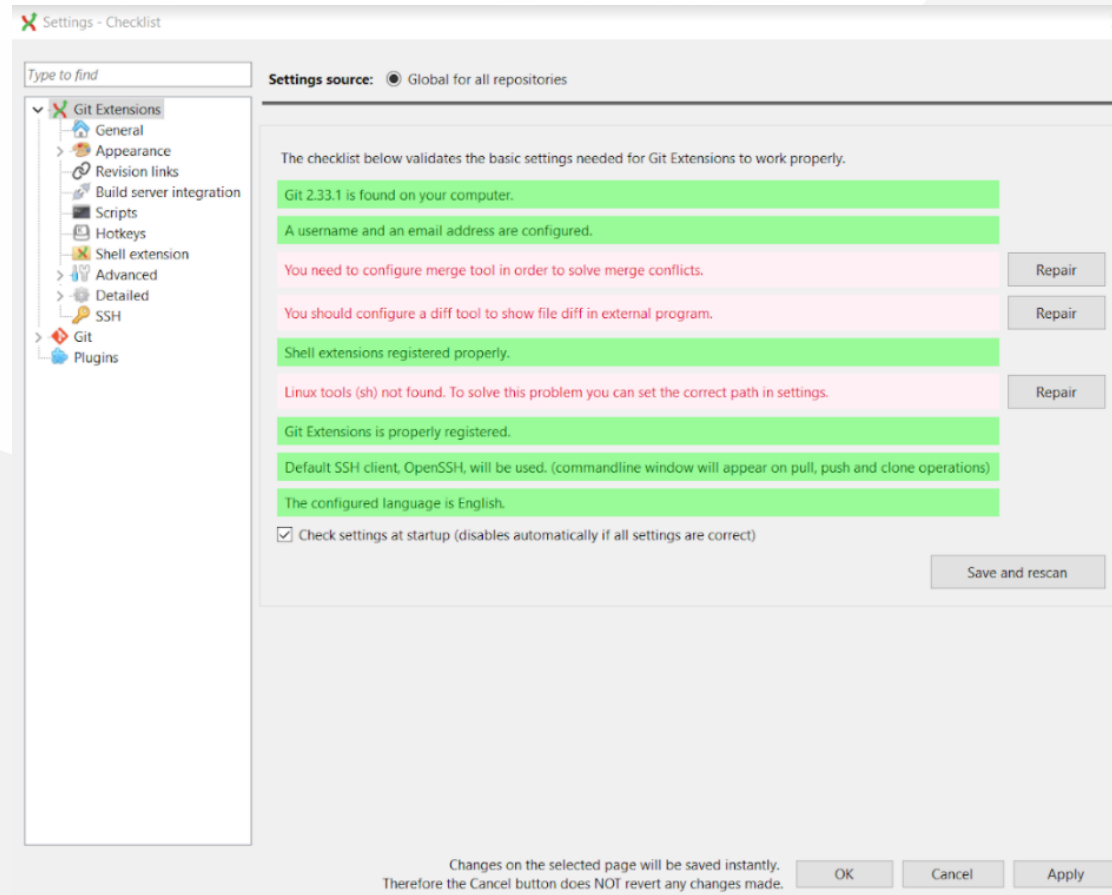 Settings - Checklist
Type to find
Settings source: Global for all repositories
Git Extensions
General
Appearance
Revision links
Build server integration
Scripts
Hotkeys
Shell extension
Advanced
Detailed
SSH
Git
Plugins
The checklist below validates the basic settings needed for Git Extensions to work properly.
Git 2.33.1 is found on your computer.
A username and an email address are configured.
You need to configure merge tool in order to solve merge conflicts.
Repair
You should configure a diff tool to show file diff in external program.
Repair
Shell extensions registered properly.
Linux tools (sh) not found. To solve this problem you can set the correct path in settings.
Repair
Git Extensions is properly registered.
Default SSH client, OpenSSH, will be used. (commandline window will appear on pull, push and clone operations)
The configured language is English.
Check settings at startup (disables automatically if all settings are correct)
Save and rescan
Changes on the selected page will be saved instantly.
Therefore the Cancel button does NOT revert any changes made.
OK
Cancel
Apply